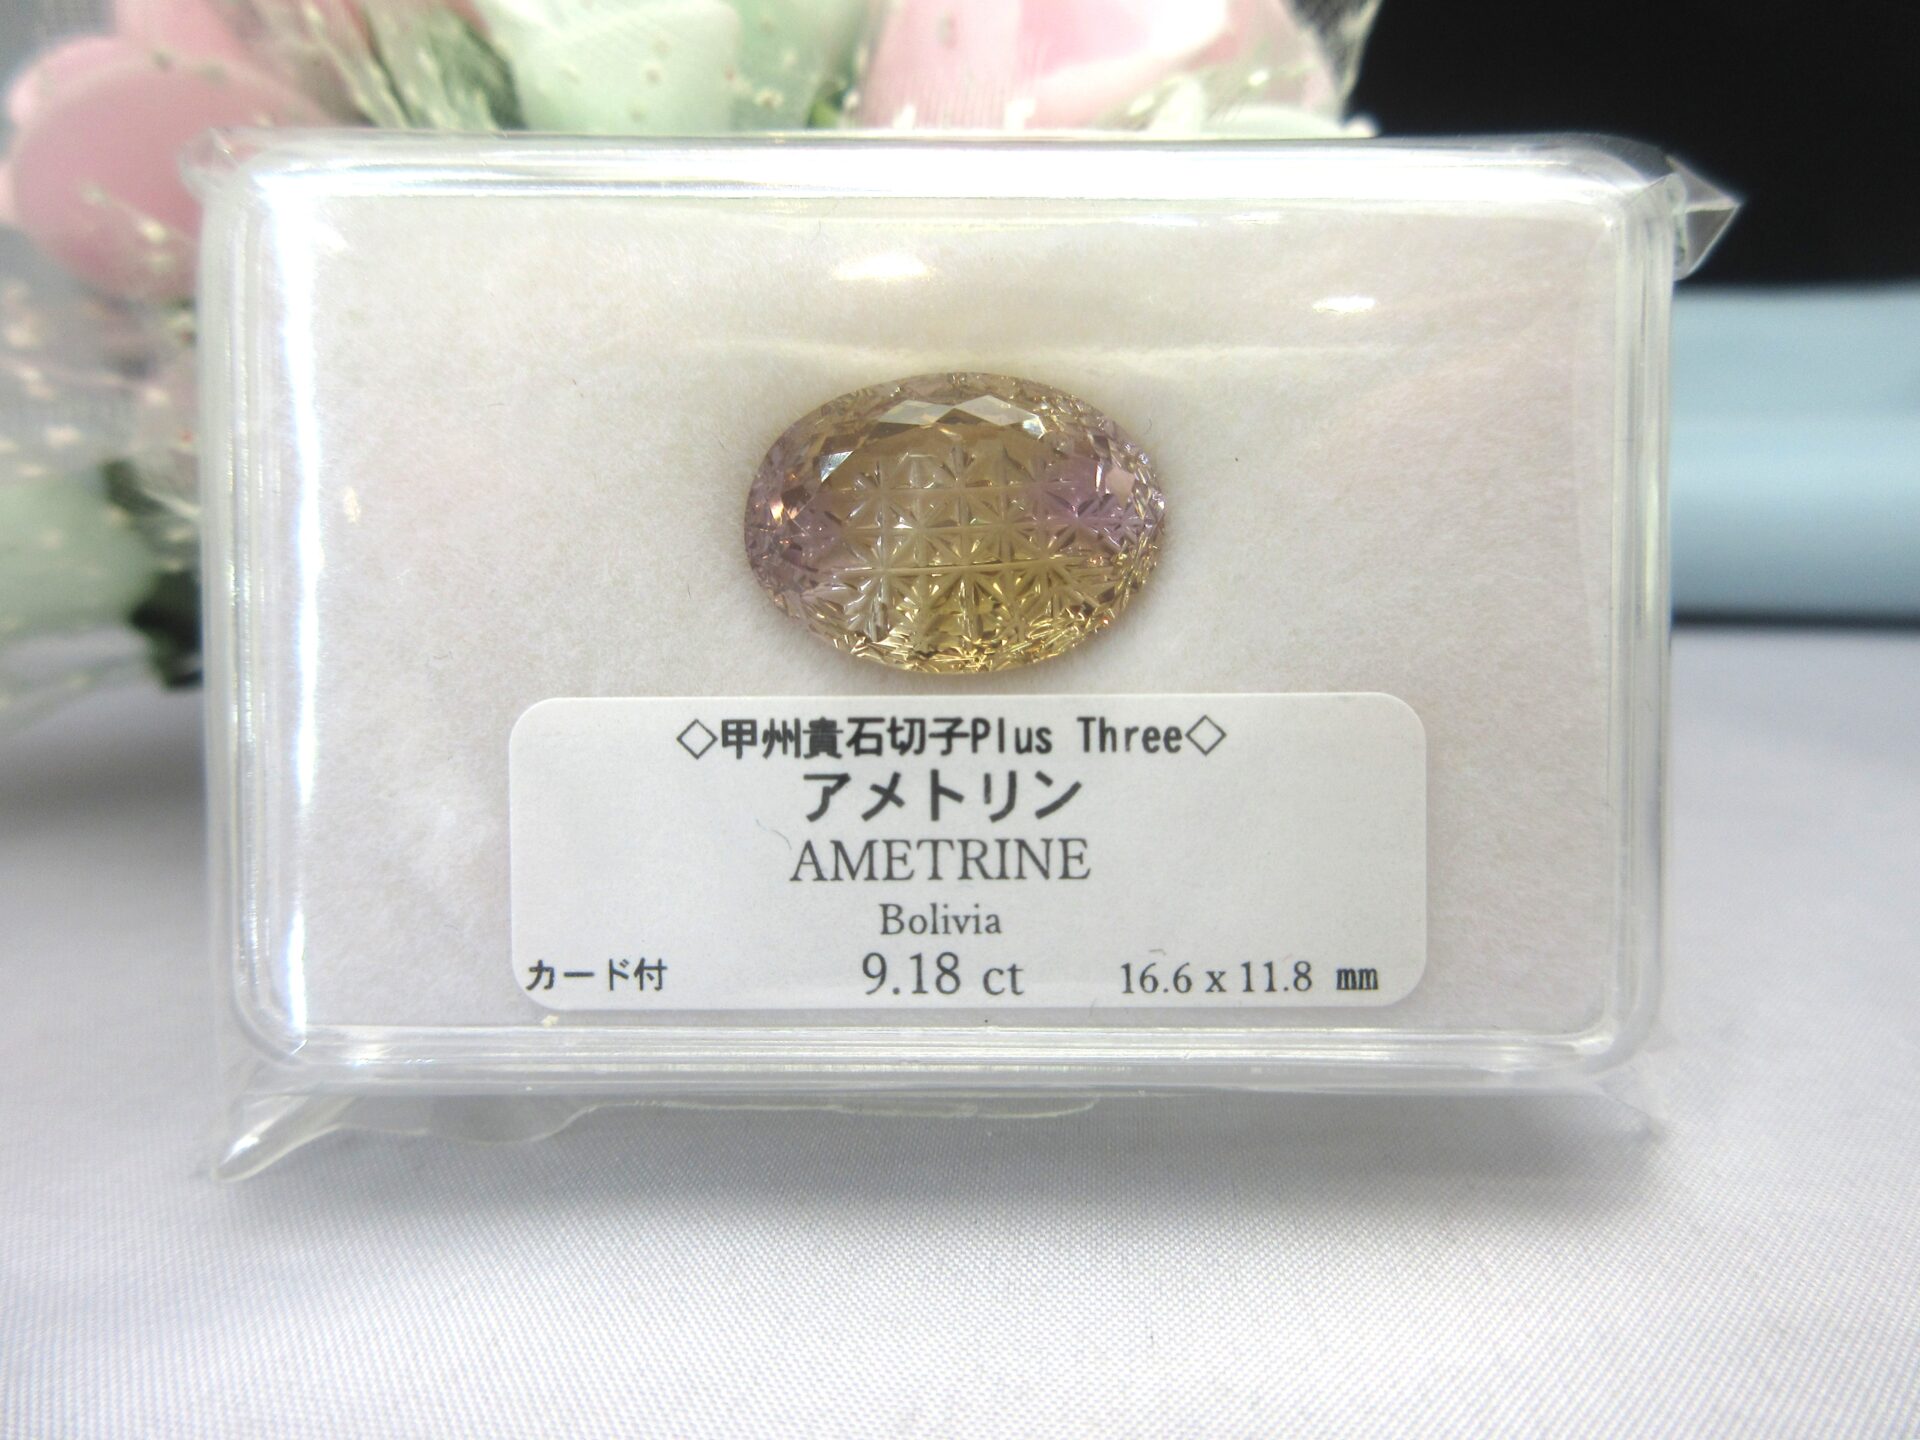 ◇甲州貴石切子Plus Three◇
アメトリン
AMETRINE
Bolivia
カード付 9.18 ct 16.6 x 11.8 mm